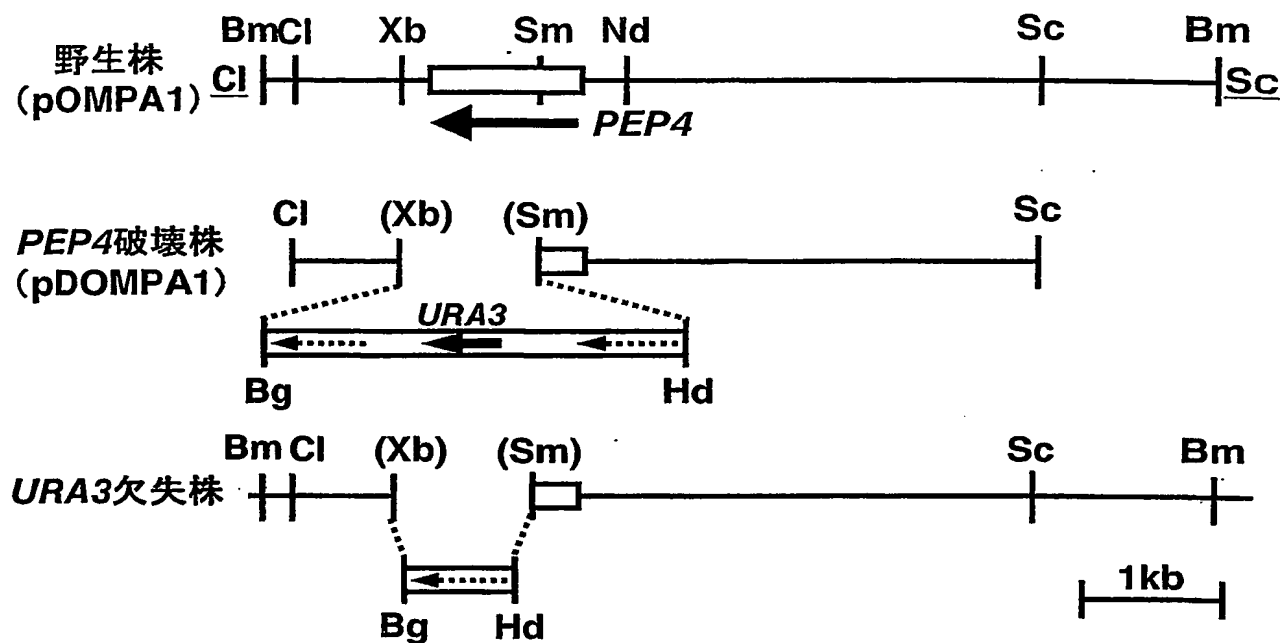 Bm Cl Xb Sm Nd Sc Bm
野生株
(pOMPA1)
Cl
Sc
PEP4
Cl (Xb) (Sm) Sc
PEP4破壊株
(pDOMPA1)
URA3
Bg Hd
Bm Cl (Xb) (Sm) Sc Bm
URA3欠失株
1kb
Bg Hd